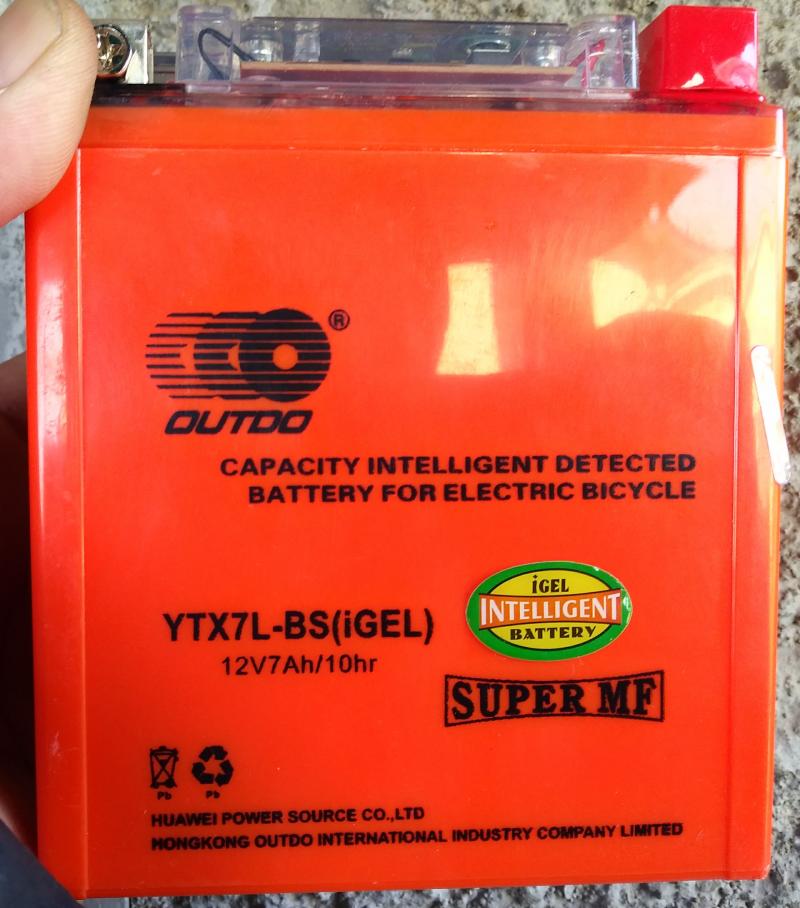 ®
OUTDO
CAPACITY INTELLIGENT DETECTED
BATTERY FOR ELECTRIC BICYCLE
YTX7L-BS(iGEL)
12V7Ah/10hr
iGEL
INTELLIGENT
BATTERY
SUPER MF
Pb Pb
HUAWEI POWER SOURCE CO.,LTD
HONGKONG OUTDO INTERNATIONAL INDUSTRY COMPANY LIMITED